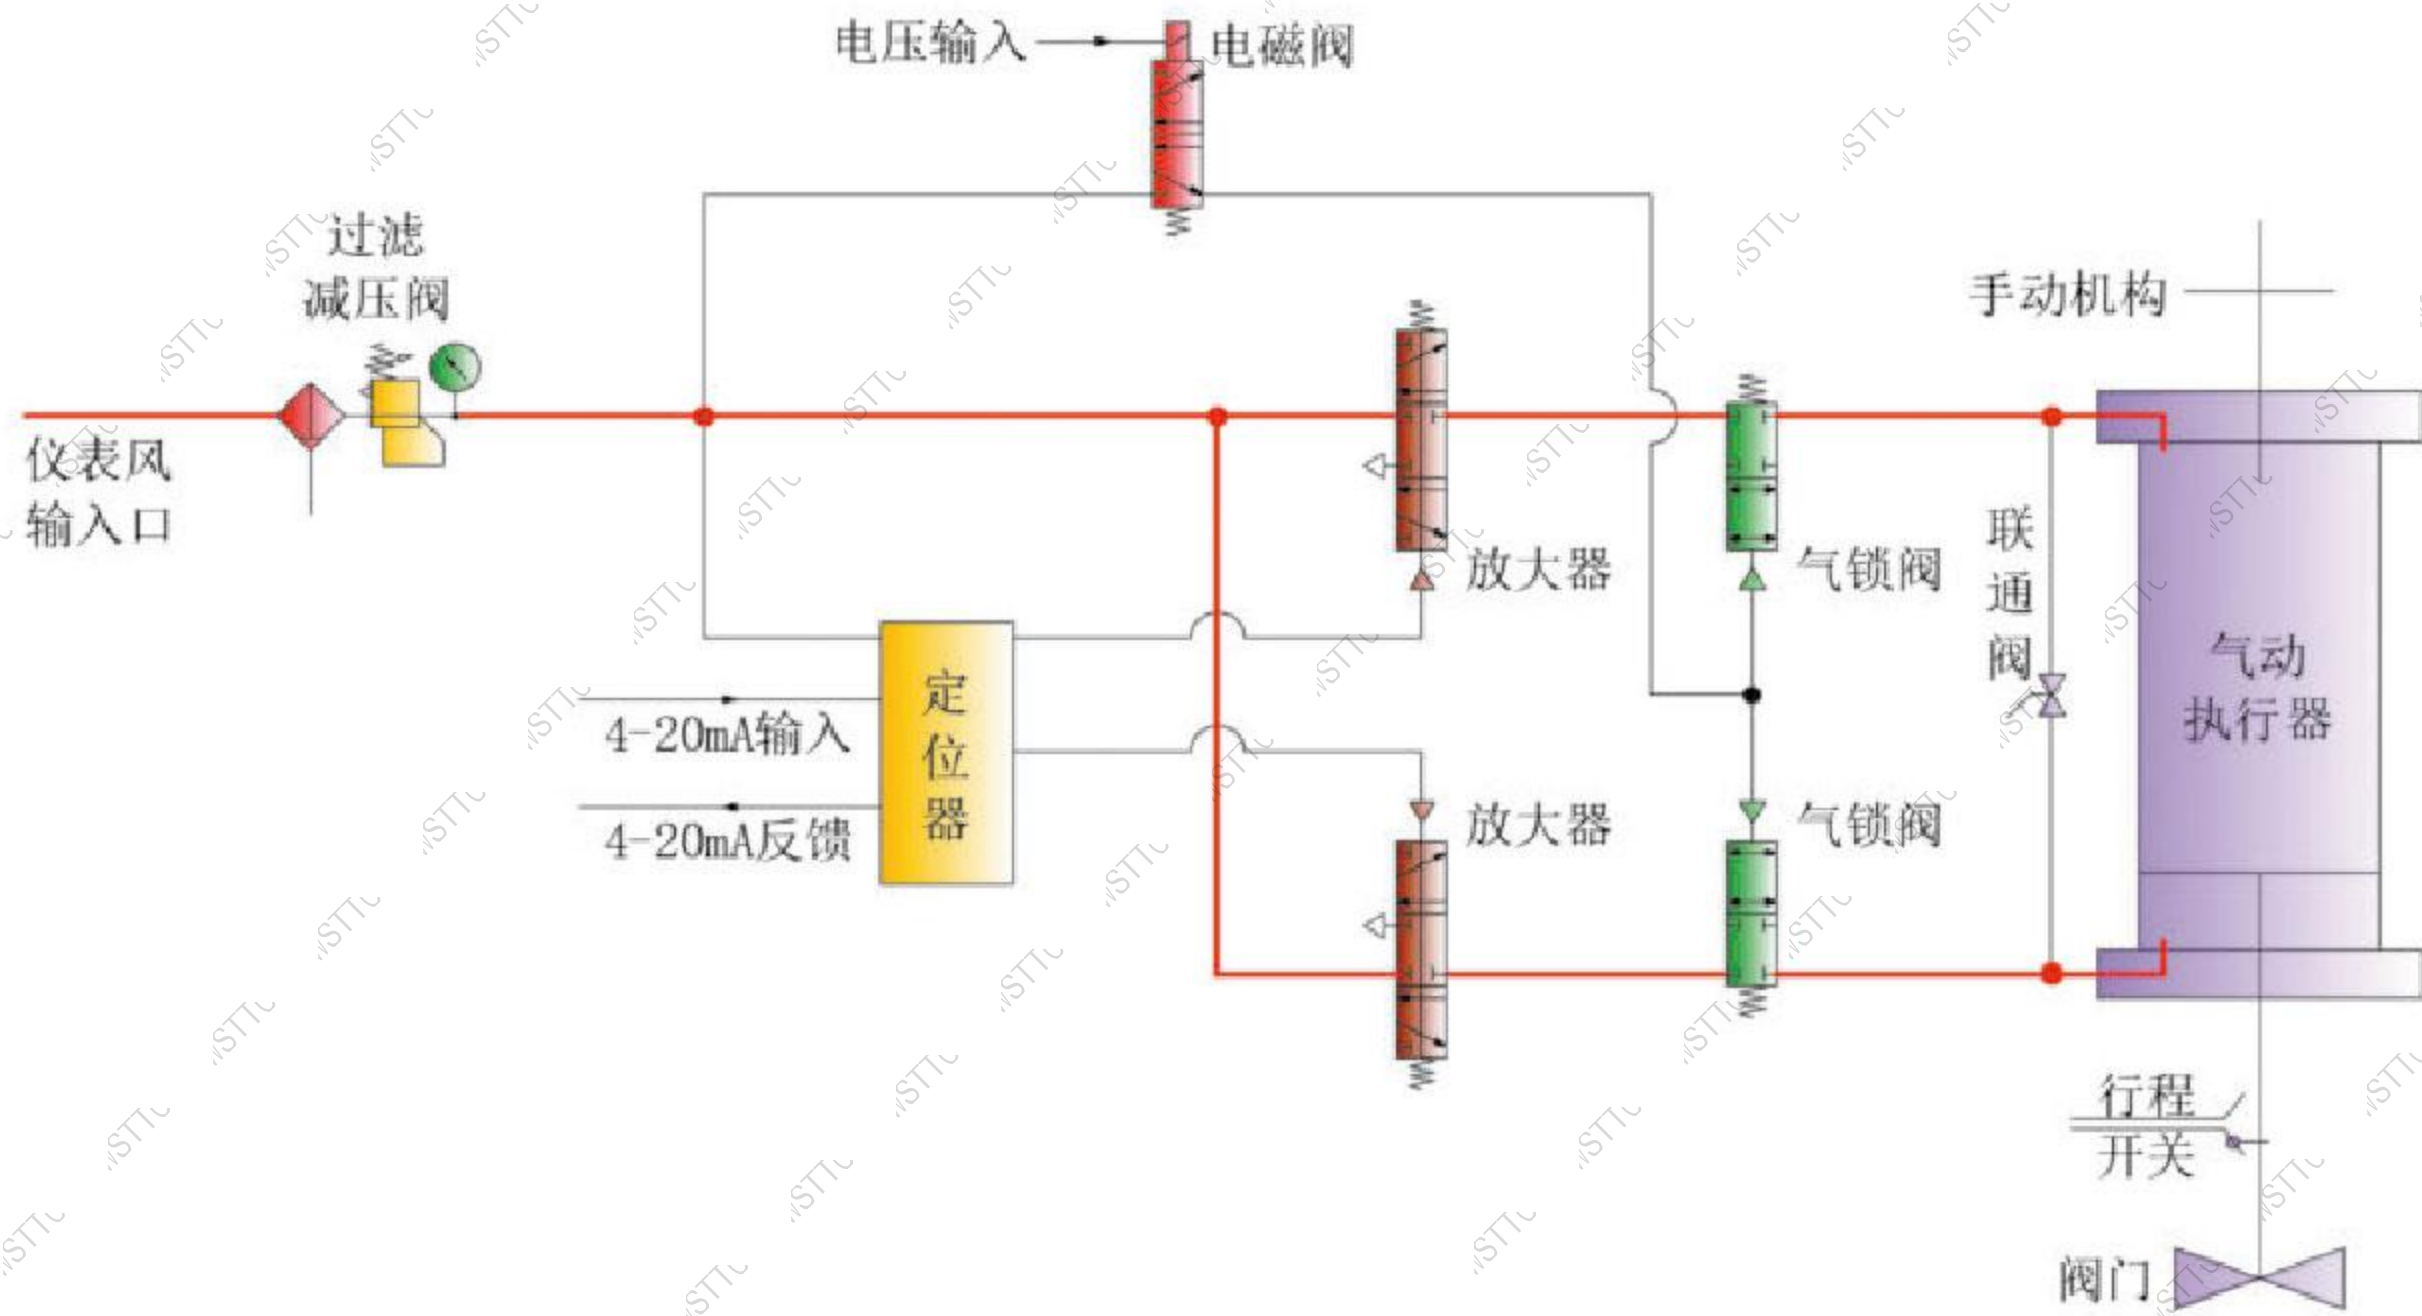 电压输入
电磁阀
过滤
减压阀
手动机构
仪表风
输入口
放大器
气锁阀
联
通
阀
气动
执行器
定
位
器
4-20mA输入
4-20mA反馈
放大器
气锁阀
行程
开关
阀门